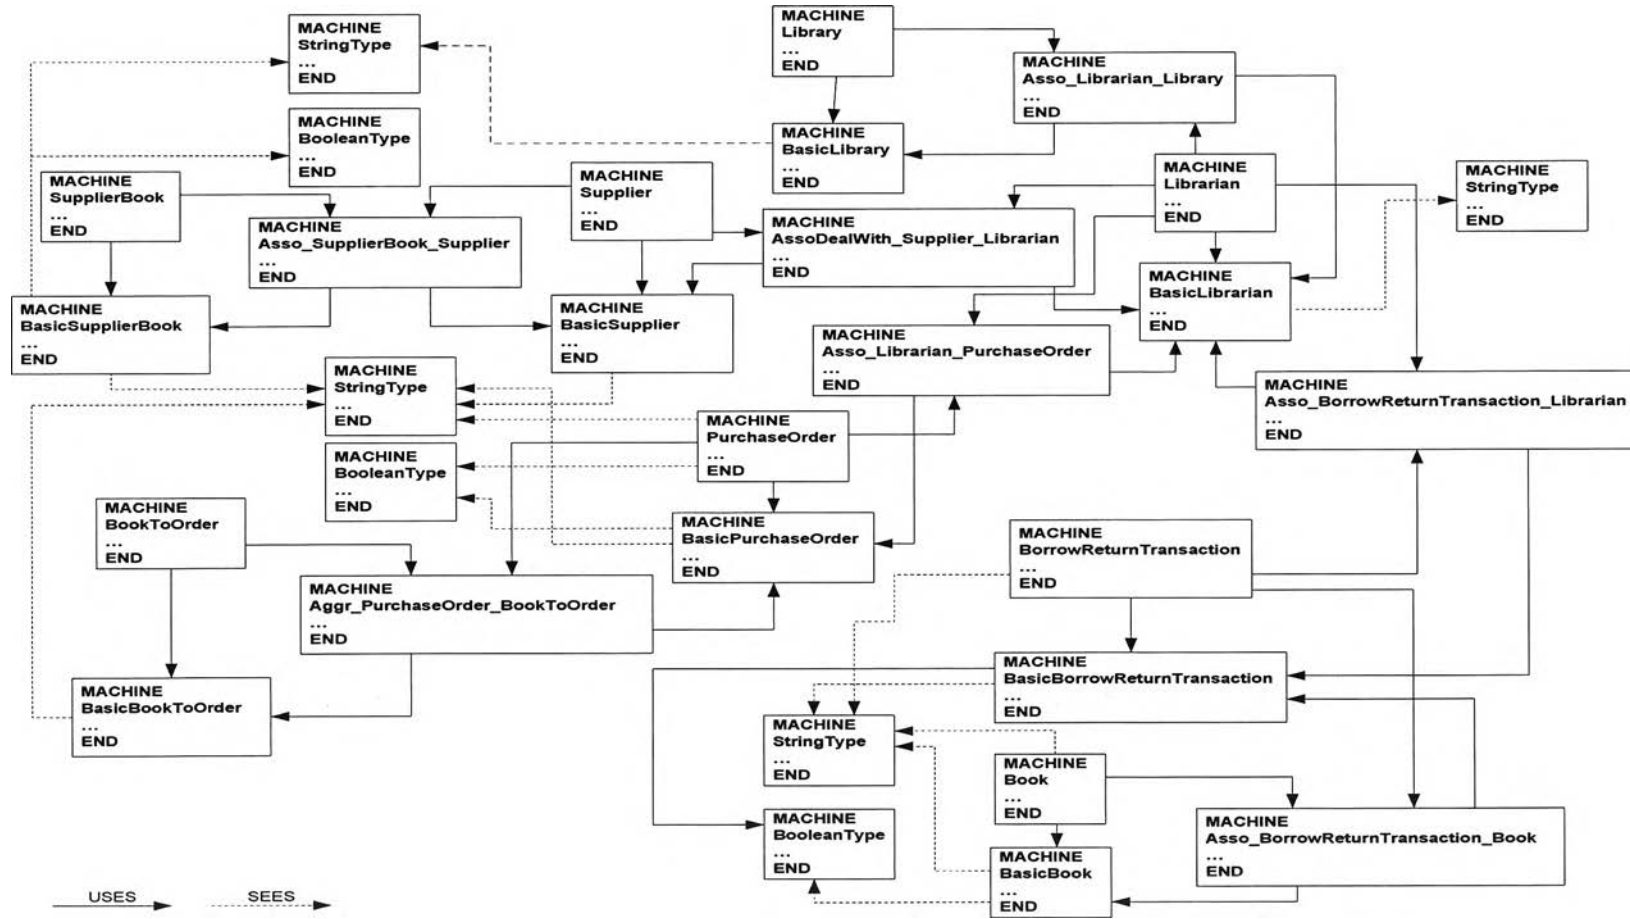 MACHINE
StringType
...
END
MACHINE
Library
...
END
MACHINE
Asso_Librarian_Library
...
END
MACHINE
BooleanType
...
END
MACHINE
BasicLibrary
...
END
MACHINE
SupplierBook
...
END
MACHINE
Supplier
...
END
MACHINE
Librarian
...
END
MACHINE
StringType
...
END
MACHINE
Asso_SupplierBook_Supplier
...
END
MACHINE
AssoDealWith_Supplier_Librarian
...
END
MACHINE
BasicLibrarian
...
END
MACHINE
BasicSupplierBook
...
END
MACHINE
BasicSupplier
...
END
MACHINE
Asso_Librarian_PurchaseOrder
...
END
MACHINE
StringType
...
END
MACHINE
Asso_BorrowReturnTransaction_Librarian
...
END
MACHINE
PurchaseOrder
...
END
MACHINE
BooleanType
...
END
MACHINE
BookToOrder
...
END
MACHINE
BasicPurchaseOrder
...
END
MACHINE
BorrowReturnTransaction
...
END
MACHINE
Aggr_PurchaseOrder_BookToOrder
...
END
MACHINE
BasicBorrowReturnTransaction
...
END
MACHINE
BasicBookToOrder
...
END
MACHINE
StringType
...
END
MACHINE
Book
...
END
MACHINE
BooleanType
...
END
MACHINE
Asso_BorrowReturnTransaction_Book
...
END
MACHINE
BasicBook
...
END
USES
SEES